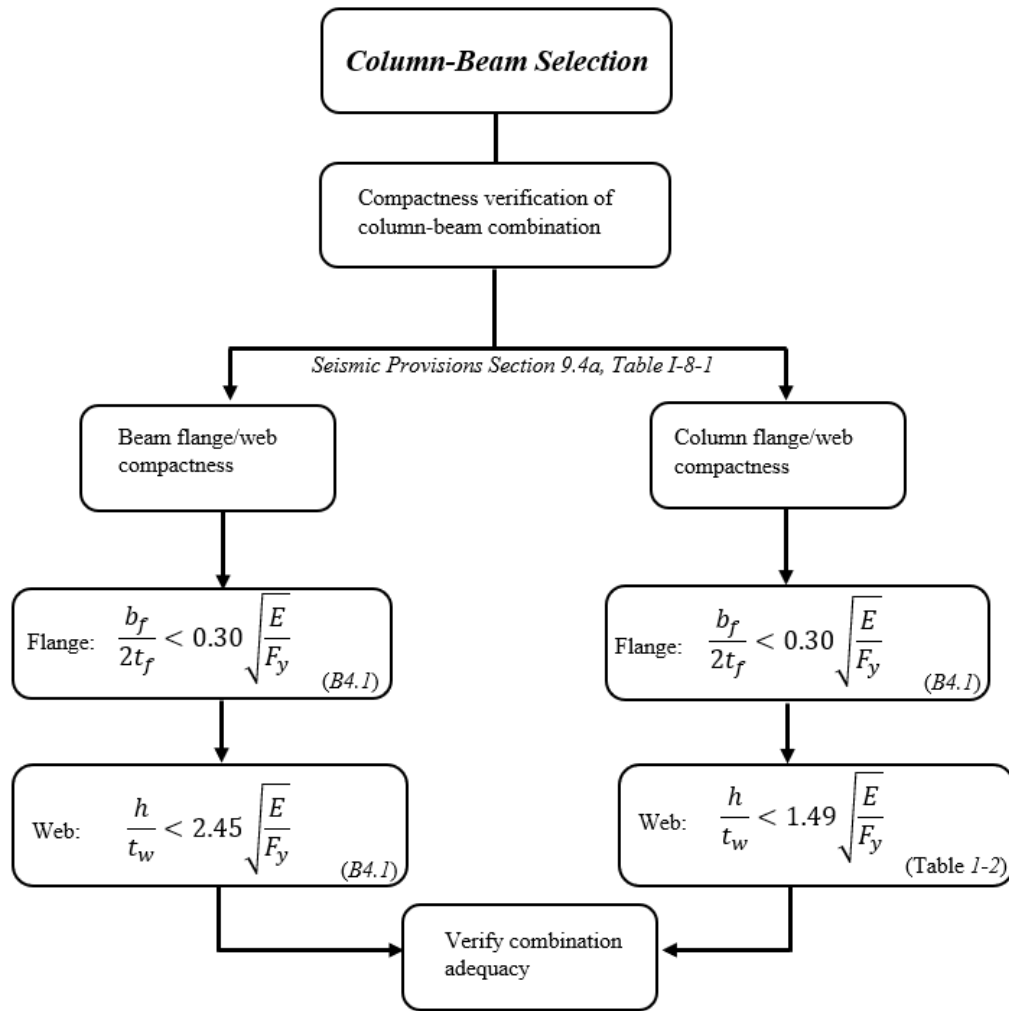 Column-Beam Selection
Compactness verification of
column-beam combination
Seismic Provisions Section 9.4a, Table I-8-1
Beam flange/web
compactness
Column flange/web
compactness
Flange: b_f / 2t_f < 0.30 √(E / F_y)
(B4.1)
Flange: b_f / 2t_f < 0.30 √(E / F_y)
(B4.1)
Web: h / t_w < 2.45 √(E / F_y)
(B4.1)
Web: h / t_w < 1.49 √(E / F_y)
(Table 1-2)
Verify combination
adequacy